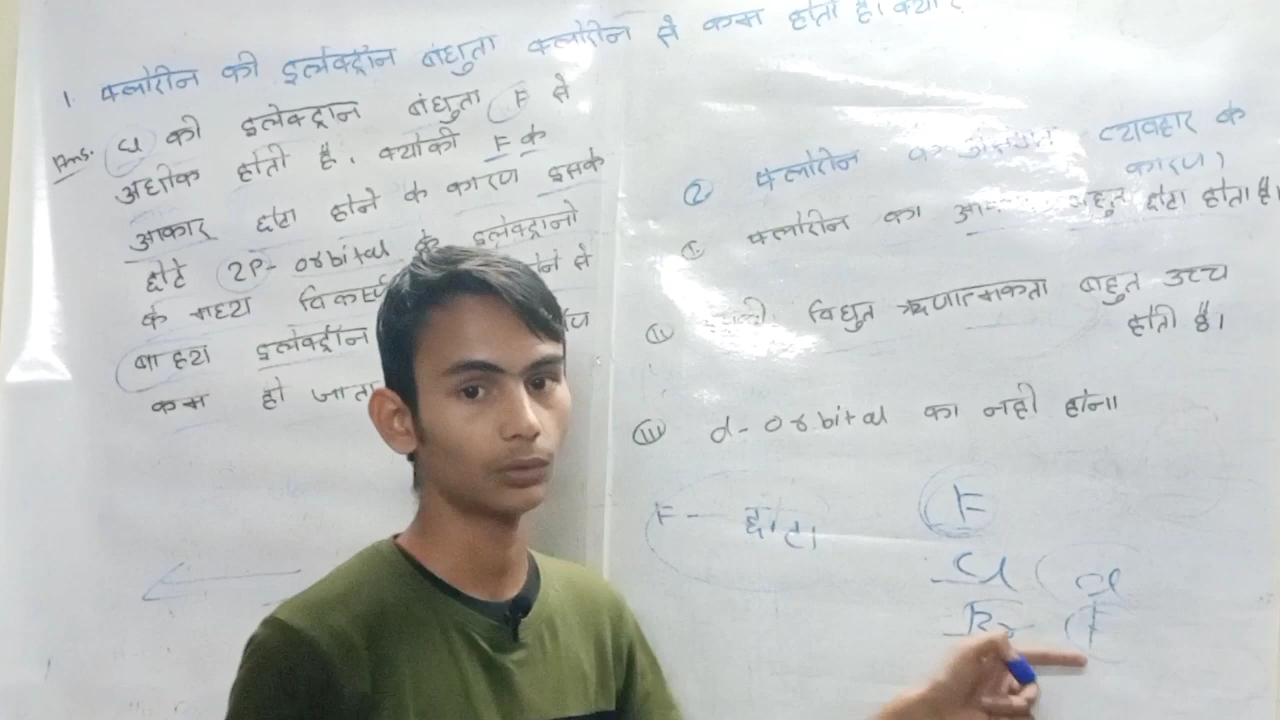 1. फ्लोरीन की इलेक्ट्रॉन बंधुता क्लोरीन से कम होती है। क्यों?
Ans. Cl की इलेक्ट्रान बंधुता F से
अधीक होती है. क्योंकी F के
आकार छोटा होने के कारण इसके
छोटे 2P- orbital के इलेक्ट्रानो
के मध्य
बाहरी इलेक्ट्रॉन
कम हो जाता
② फ्लोरीन व्यवहार के
कारण,
i. फ्लोरीन का बहुत छोटा होता है।
ii विधुत ऋणात्मकता बहुत उच्च
होती है।
iii d- orbital का नही होना।
F- छोटा
F
Cl Cl
Br F